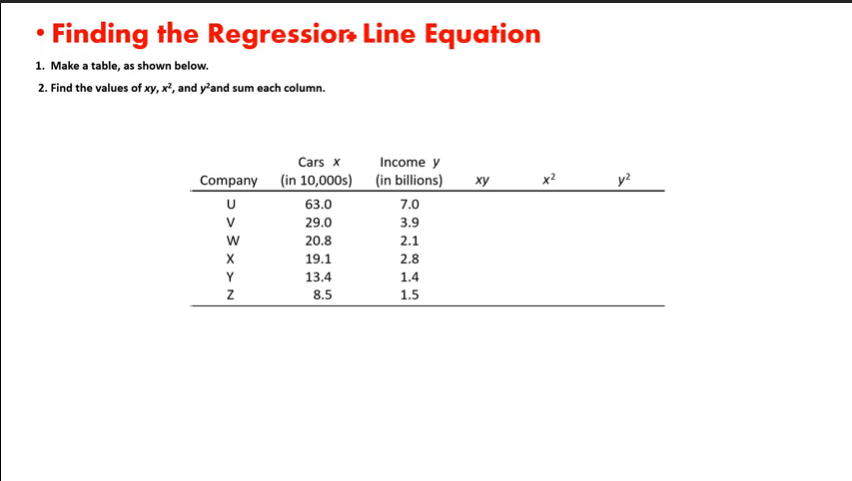 • Finding the Regression Line Equation
1. Make a table, as shown below.
2. Find the values of xy, x², and y²and sum each column.
Cars x Income y
Company (in 10,000s) (in billions) xy x² y²
U 63.0 7.0
V 29.0 3.9
W 20.8 2.1
X 19.1 2.8
Y 13.4 1.4
Z 8.5 1.5